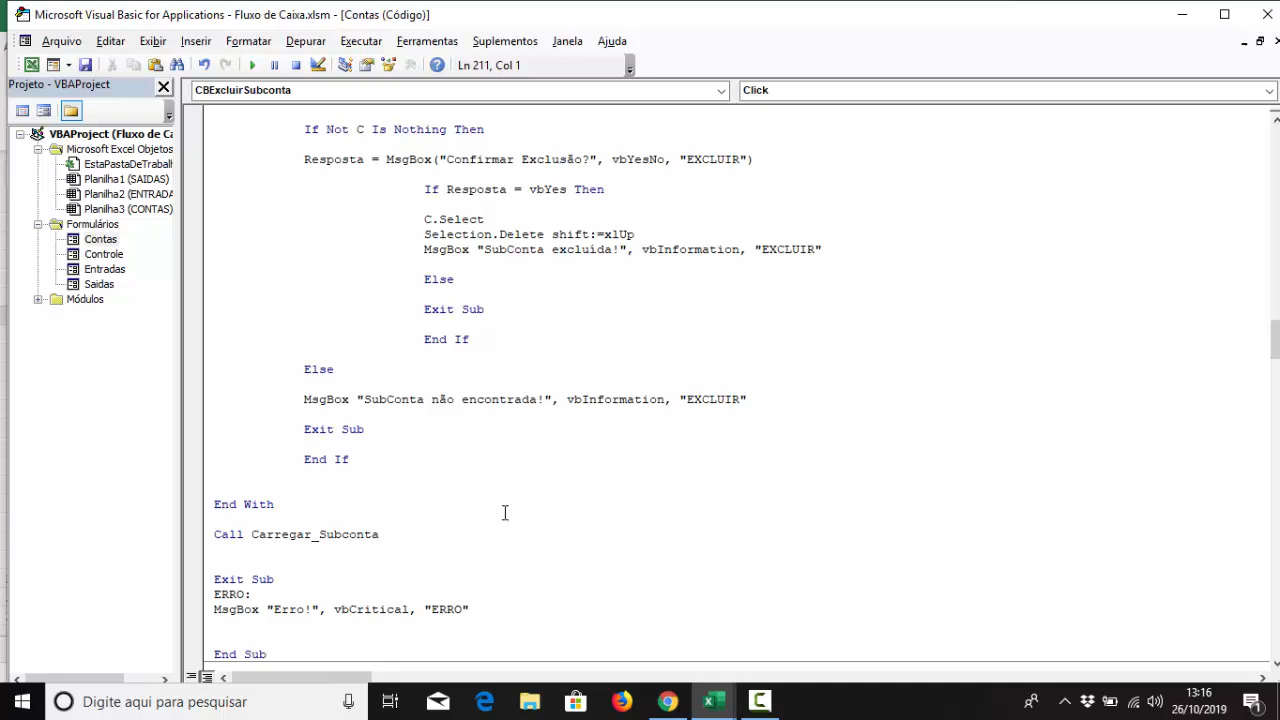 Microsoft Visual Basic for Applications - Fluxo de Caixa.xlsm - [Contas (Código)]
Arquivo Editar Exibir Inserir Formatar Depurar Executar Ferramentas Suplementos Janela Ajuda
Ln 211, Col 1
Projeto - VBAProject
CBExcluirSubconta
Click
VBAProject (Fluxo de Ca
Microsoft Excel Objetos
EstaPastaDeTrabalh
Planilha1 (SAIDAS)
Planilha2 (ENTRADA
Planilha3 (CONTAS)
Formulários
Contas
Controle
Entradas
Saidas
Módulos
If Not C Is Nothing Then
Resposta = MsgBox("Confirmar Exclusão?", vbYesNo, "EXCLUIR")
If Resposta = vbYes Then
C.Select
Selection.Delete shift:=xlUp
MsgBox "SubConta excluida!", vbInformation, "EXCLUIR"
Else
Exit Sub
End If
Else
MsgBox "SubConta não encontrada!", vbInformation, "EXCLUIR"
Exit Sub
End If
End With
Call Carregar_Subconta
Exit Sub
ERRO:
MsgBox "Erro!", vbCritical, "ERRO"
End Sub
Digite aqui para pesquisar
13:16
26/10/2019
1